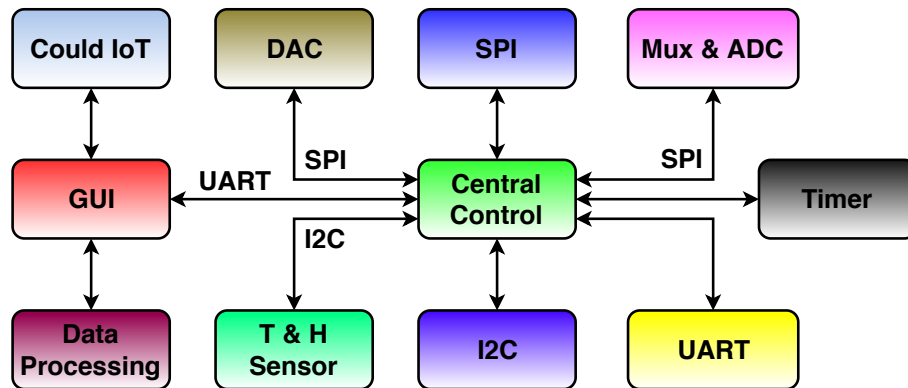 Could IoT
DAC
SPI
Mux & ADC
SPI
SPI
UART
GUI
Central
Control
Timer
I2C
Data
Processing
T & H
Sensor
I2C
UART